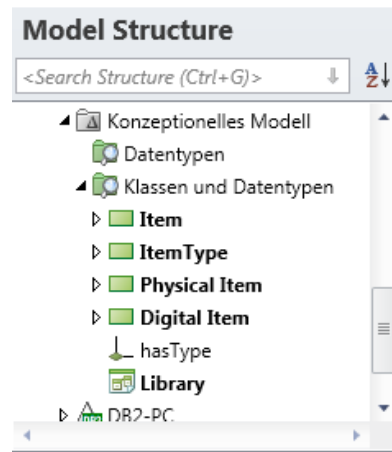 Model Structure
<Search Structure (Ctrl+G)>
Konzeptionelles Modell
Datentypen
Klassen und Datentypen
Item
ItemType
Physical Item
Digital Item
hasType
Library
DB2-PC